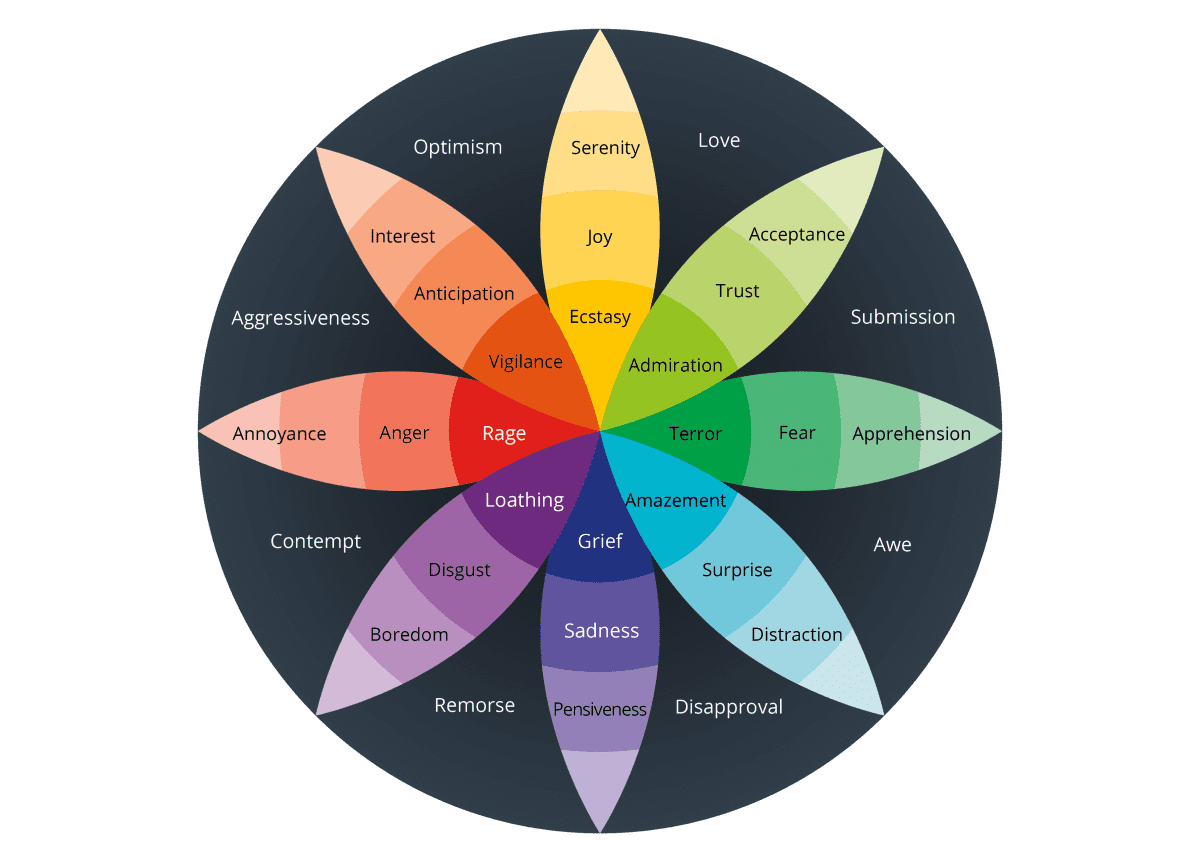 Love
Optimism
Serenity
Acceptance
Interest
Joy
Trust
Anticipation
Ecstasy
Submission
Aggressiveness
Vigilance
Admiration
Annoyance
Anger
Rage
Terror
Fear
Apprehension
Loathing
Amazement
Contempt
Grief
Awe
Disgust
Surprise
Sadness
Boredom
Distraction
Remorse
Pensiveness
Disapproval